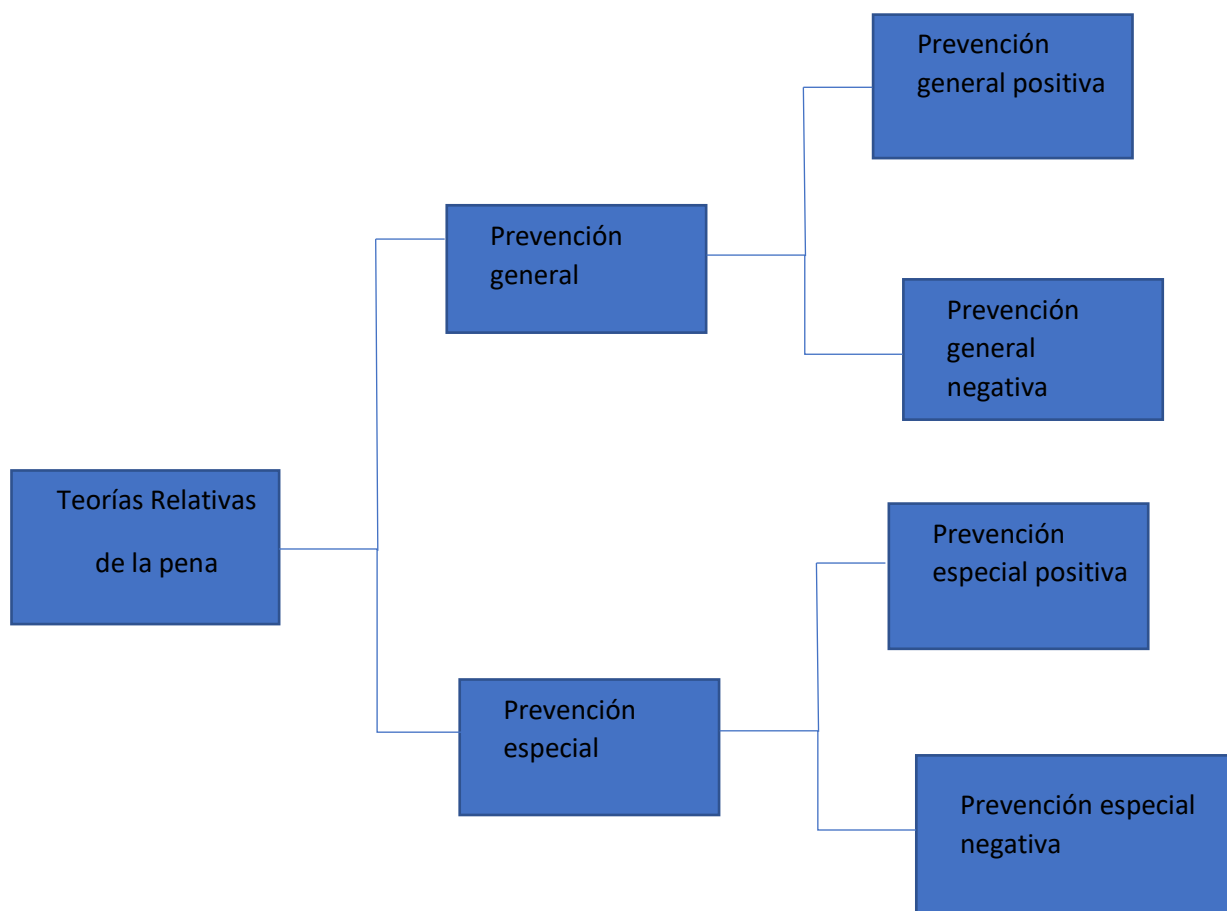 Prevención
general positiva
Prevención
general
Prevención
general
negativa
Teorías Relativas
de la pena
Prevención
especial positiva
Prevención
especial
Prevención especial
negativa